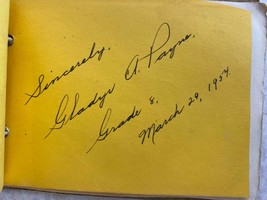 Sincerely,
Gladys A. Payne,
Grade 8,
March 29, 1954.